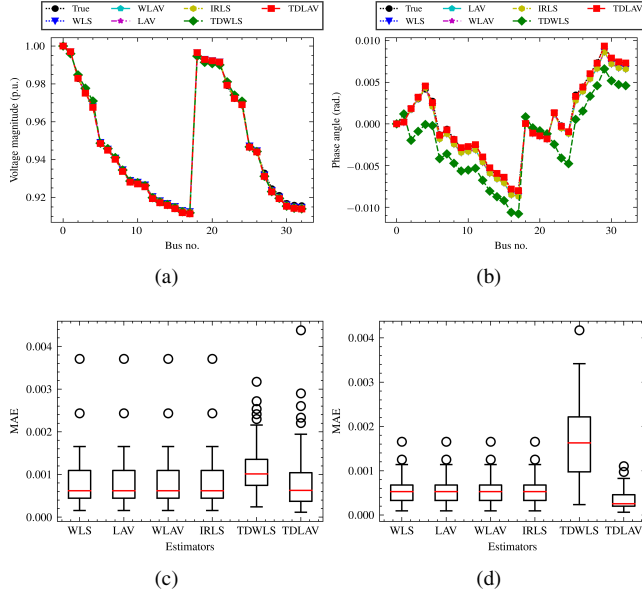 True WLAV IRLS TDLAV
WLS LAV TDWLS
Voltage magnitude (p.u.)
1.00
0.98
0.96
0.94
0.92
0 10 20 30
Bus no.
(a)
True LAV IRLS TDLAV
WLS WLAV TDWLS
Phase angle (rad.)
0.010
0.005
0.000
−0.005
−0.010
0 10 20 30
Bus no.
(b)
MAE
0.004
0.003
0.002
0.001
0.000
WLS LAV WLAV IRLS TDWLS TDLAV
Estimators
(c)
MAE
0.004
0.003
0.002
0.001
0.000
WLS LAV WLAV IRLS TDWLS TDLAV
Estimators
(d)